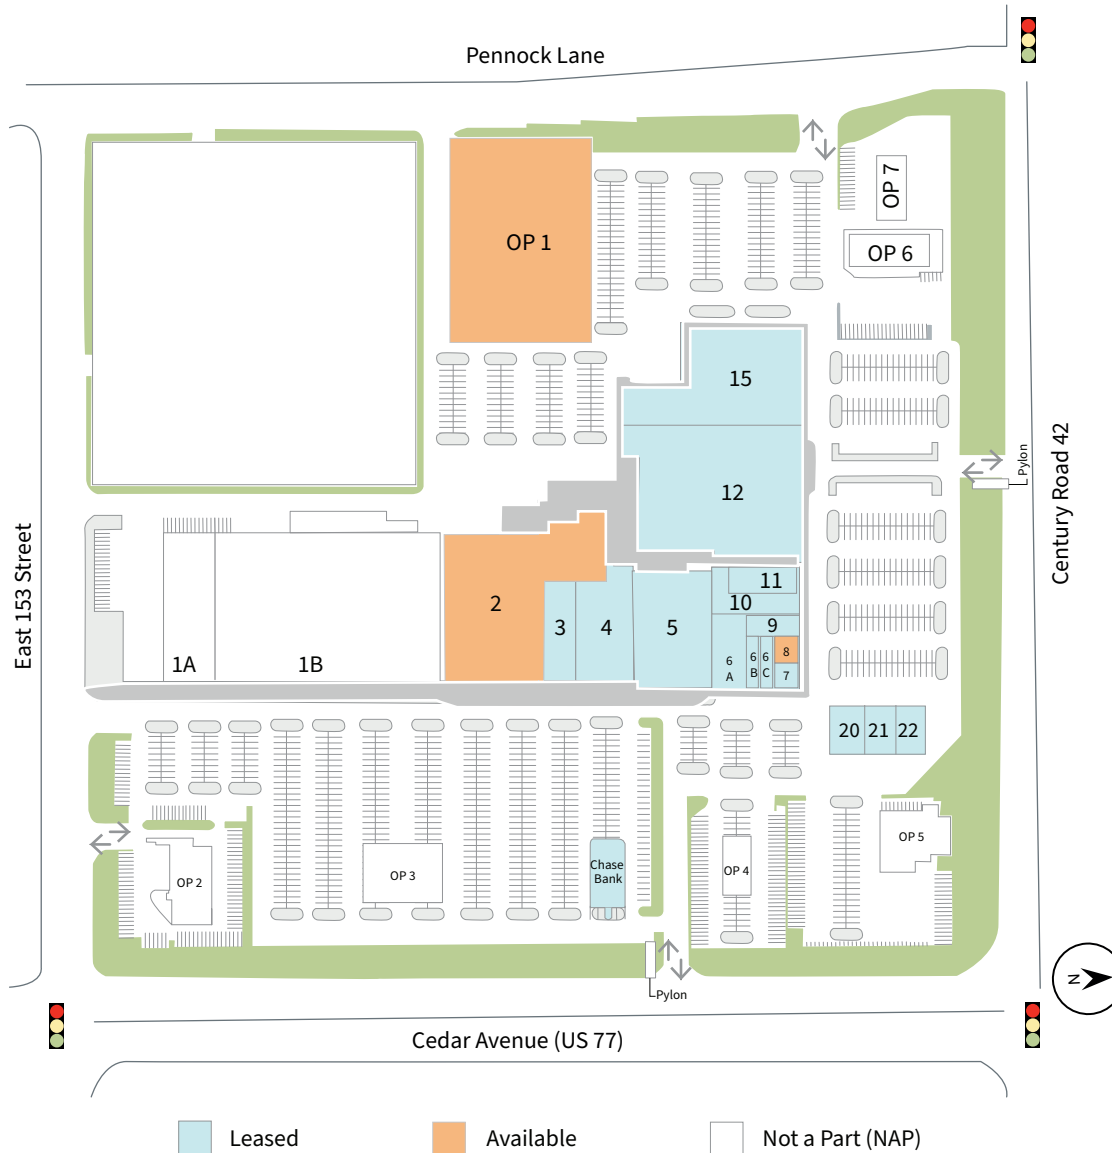 Pennock Lane
OP 7
OP 1
OP 6
15
Century Road 42
Pylon
12
East 153 Street
11
2
10
3
4
5
9
8
6
B
6
C
6
A
7
1A
1B
20
21
22
OP 5
Chase
Bank
OP 4
OP 3
OP 2
N
Pylon
Cedar Avenue (US 77)
Leased
Available
Not a Part (NAP)